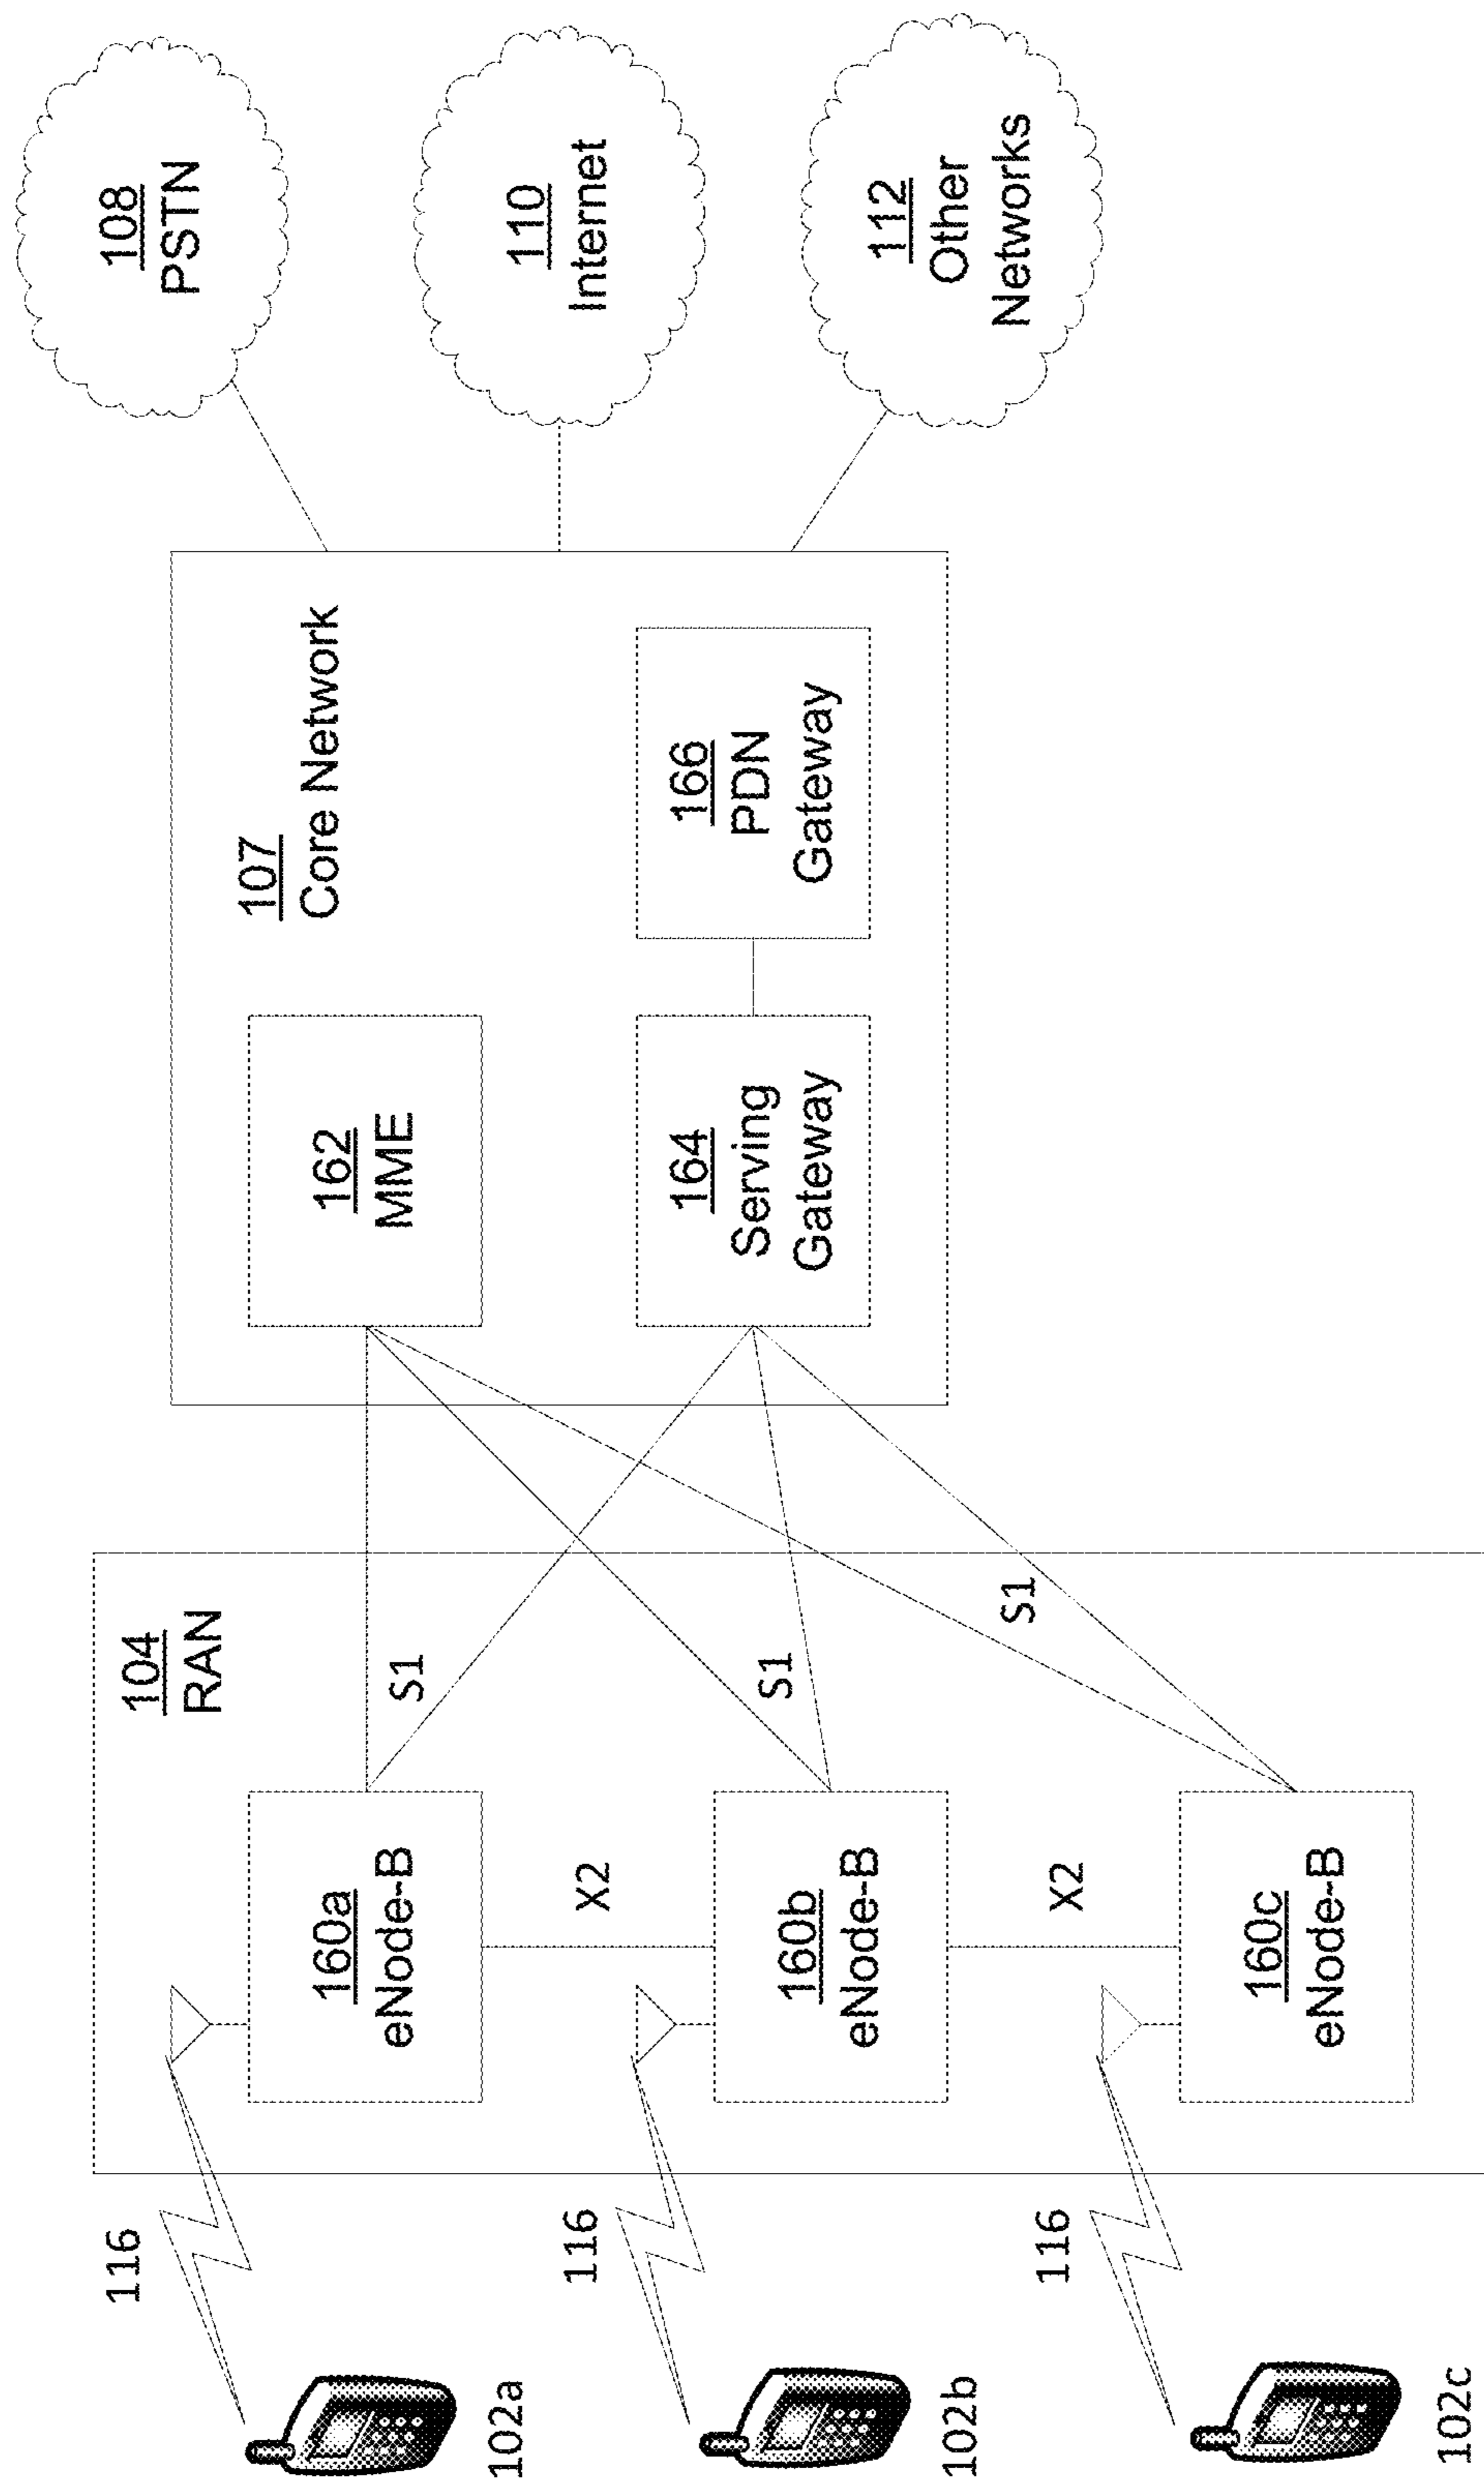 116
102a
116
102b
116
102c
104
RAN
160a
eNode-B
X2
160b
eNode-B
X2
160c
eNode-B
S1
S1
S1
107
Core Network
162
MME
164
Serving
Gateway
166
PDN
Gateway
108
PSTN
110
Internet
112
Other
Networks